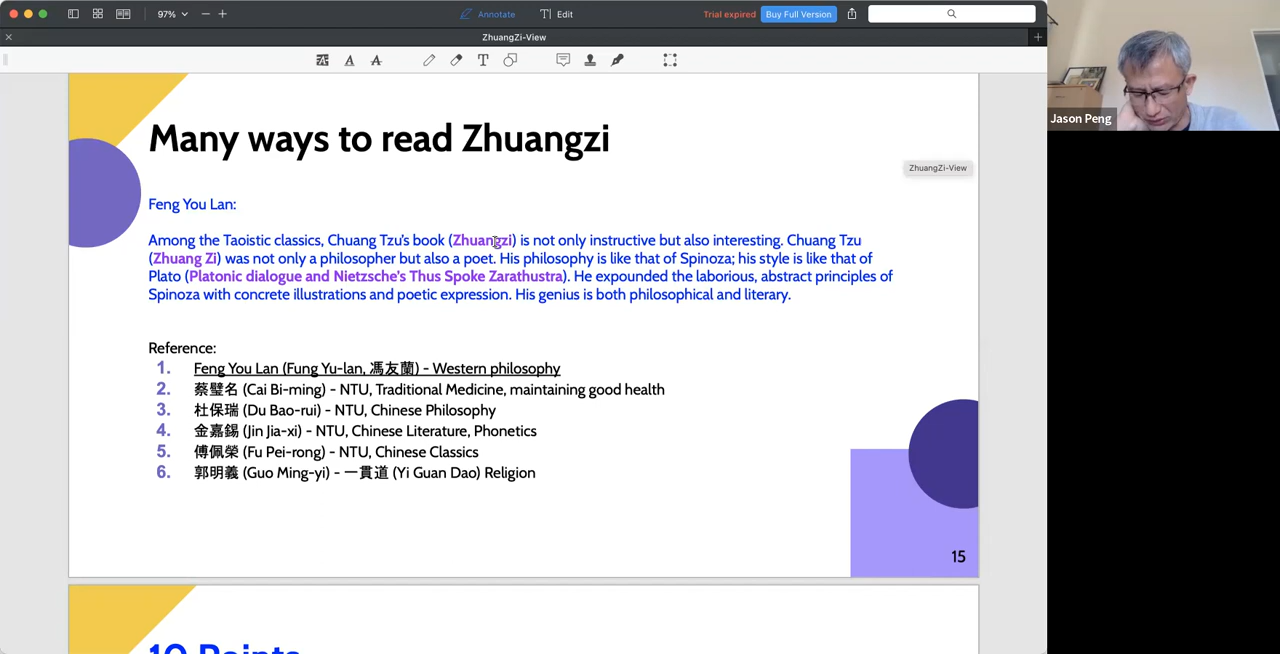 97%
Annotate
Edit
Trial expired
Buy Full Version
ZhuangZi-View
Many ways to read Zhuangzi
Jason Peng
ZhuangZi-View
Feng You Lan:
Among the Taoistic classics, Chuang Tzu's book (Zhuangzi) is not only instructive but also interesting. Chuang Tzu
(Zhuang Zi) was not only a philosopher but also a poet. His philosophy is like that of Spinoza; his style is like that of
Plato (Platonic dialogue and Nietzsche's Thus Spoke Zarathustra). He expounded the laborious, abstract principles of
Spinoza with concrete illustrations and poetic expression. His genius is both philosophical and literary.
Reference:
1. Feng You Lan (Fung Yu-lan, 馮友蘭) - Western philosophy
2. 蔡璧名 (Cai Bi-ming) - NTU, Traditional Medicine, maintaining good health
3. 杜保瑞 (Du Bao-rui) - NTU, Chinese Philosophy
4. 金嘉錫 (Jin Jia-xi) - NTU, Chinese Literature, Phonetics
5. 傅佩榮 (Fu Pei-rong) - NTU, Chinese Classics
6. 郭明義 (Guo Ming-yi) - 一貫道 (Yi Guan Dao) Religion
15
10 Points